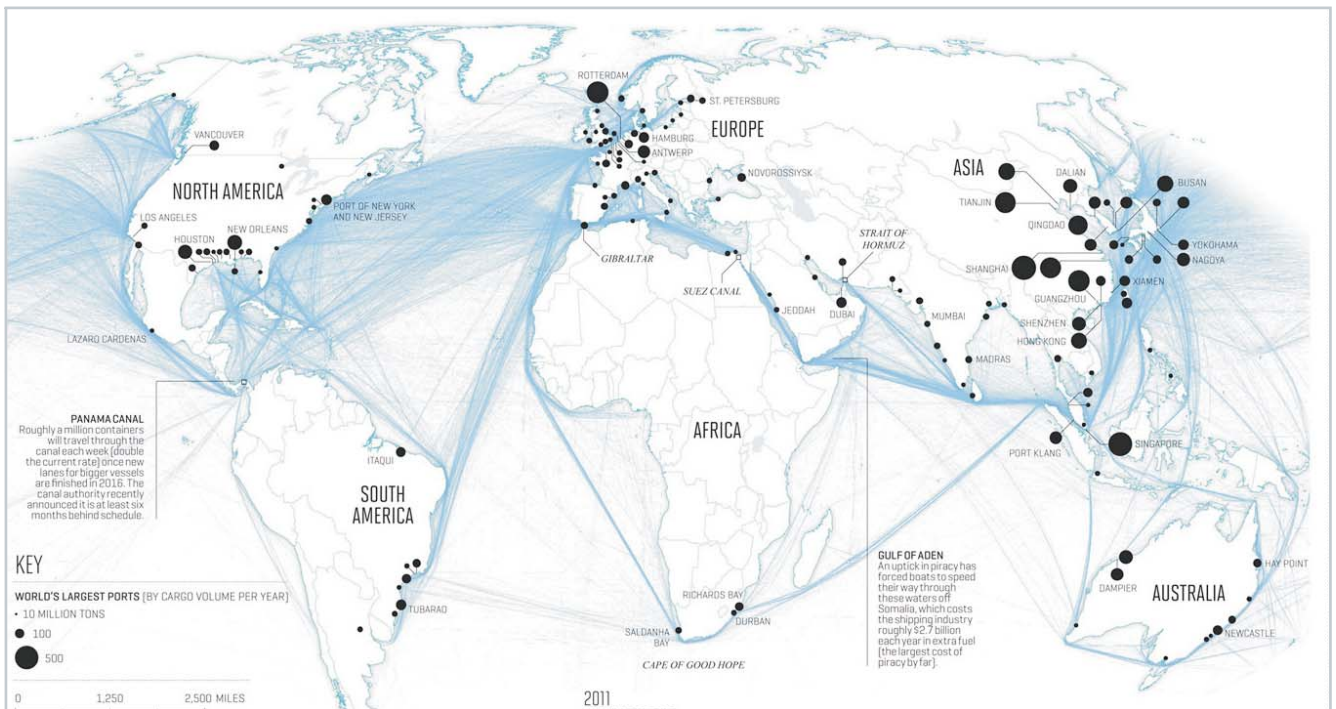 ROTTERDAM
ST. PETERSBURG
VANCOUVER
HAMBURG
EUROPE
ANTWERP
ASIA
DALIAN
BUSAN
NORTH AMERICA
NOVOROSSIYSK
TIANJIN
PORT OF NEW YORK
AND NEW JERSEY
LOS ANGELES
QINGDAO
NEW ORLEANS
HOUSTON
STRAIT OF
HORMUZ
YOKOHAMA
GIBRALTAR
NAGOYA
SHANGHAI
SUEZ CANAL
XIAMEN
GUANGZHOU
JEDDAH
DUBAI
MUMBAI
SHENZHEN
LAZARO CARDENAS
HONG KONG
MADRAS
PANAMA CANAL
Roughly a million containers
will travel through the
canal each week (double
the current rate) once new
lanes for bigger vessels
are finished in 2016. The
canal authority recently
announced it is at least six
months behind schedule.
AFRICA
SINGAPORE
PORT KLANG
ITAQUI
SOUTH
AMERICA
GULF OF ADEN
An uptick in piracy has
forced boats to speed
their way through
these waters off
Somalia, which costs
the shipping industry
roughly $2.7 billion
each year in extra fuel
(the largest cost of
piracy by far).
HAY POINT
DAMPIER
AUSTRALIA
KEY
WORLD'S LARGEST PORTS (BY CARGO VOLUME PER YEAR)
10 MILLION TONS
100
500
TUBARAO
RICHARDS BAY
DURBAN
SALDANHA
BAY
NEWCASTLE
CAPE OF GOOD HOPE
0 1,250 2,500 MILES
2011